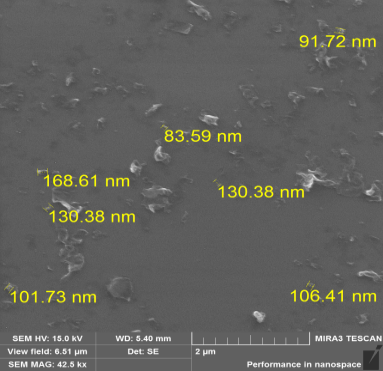 91.72 nm
83.59 nm
168.61 nm
130.38 nm
130.38 nm
101.73 nm
106.41 nm
SEM HV: 15.0 kV
WD: 5.40 mm
MIRA3 TESCAN
View field: 6.51 µm
Det: SE
2 µm
SEM MAG: 42.5 kx
Performance in nanospace